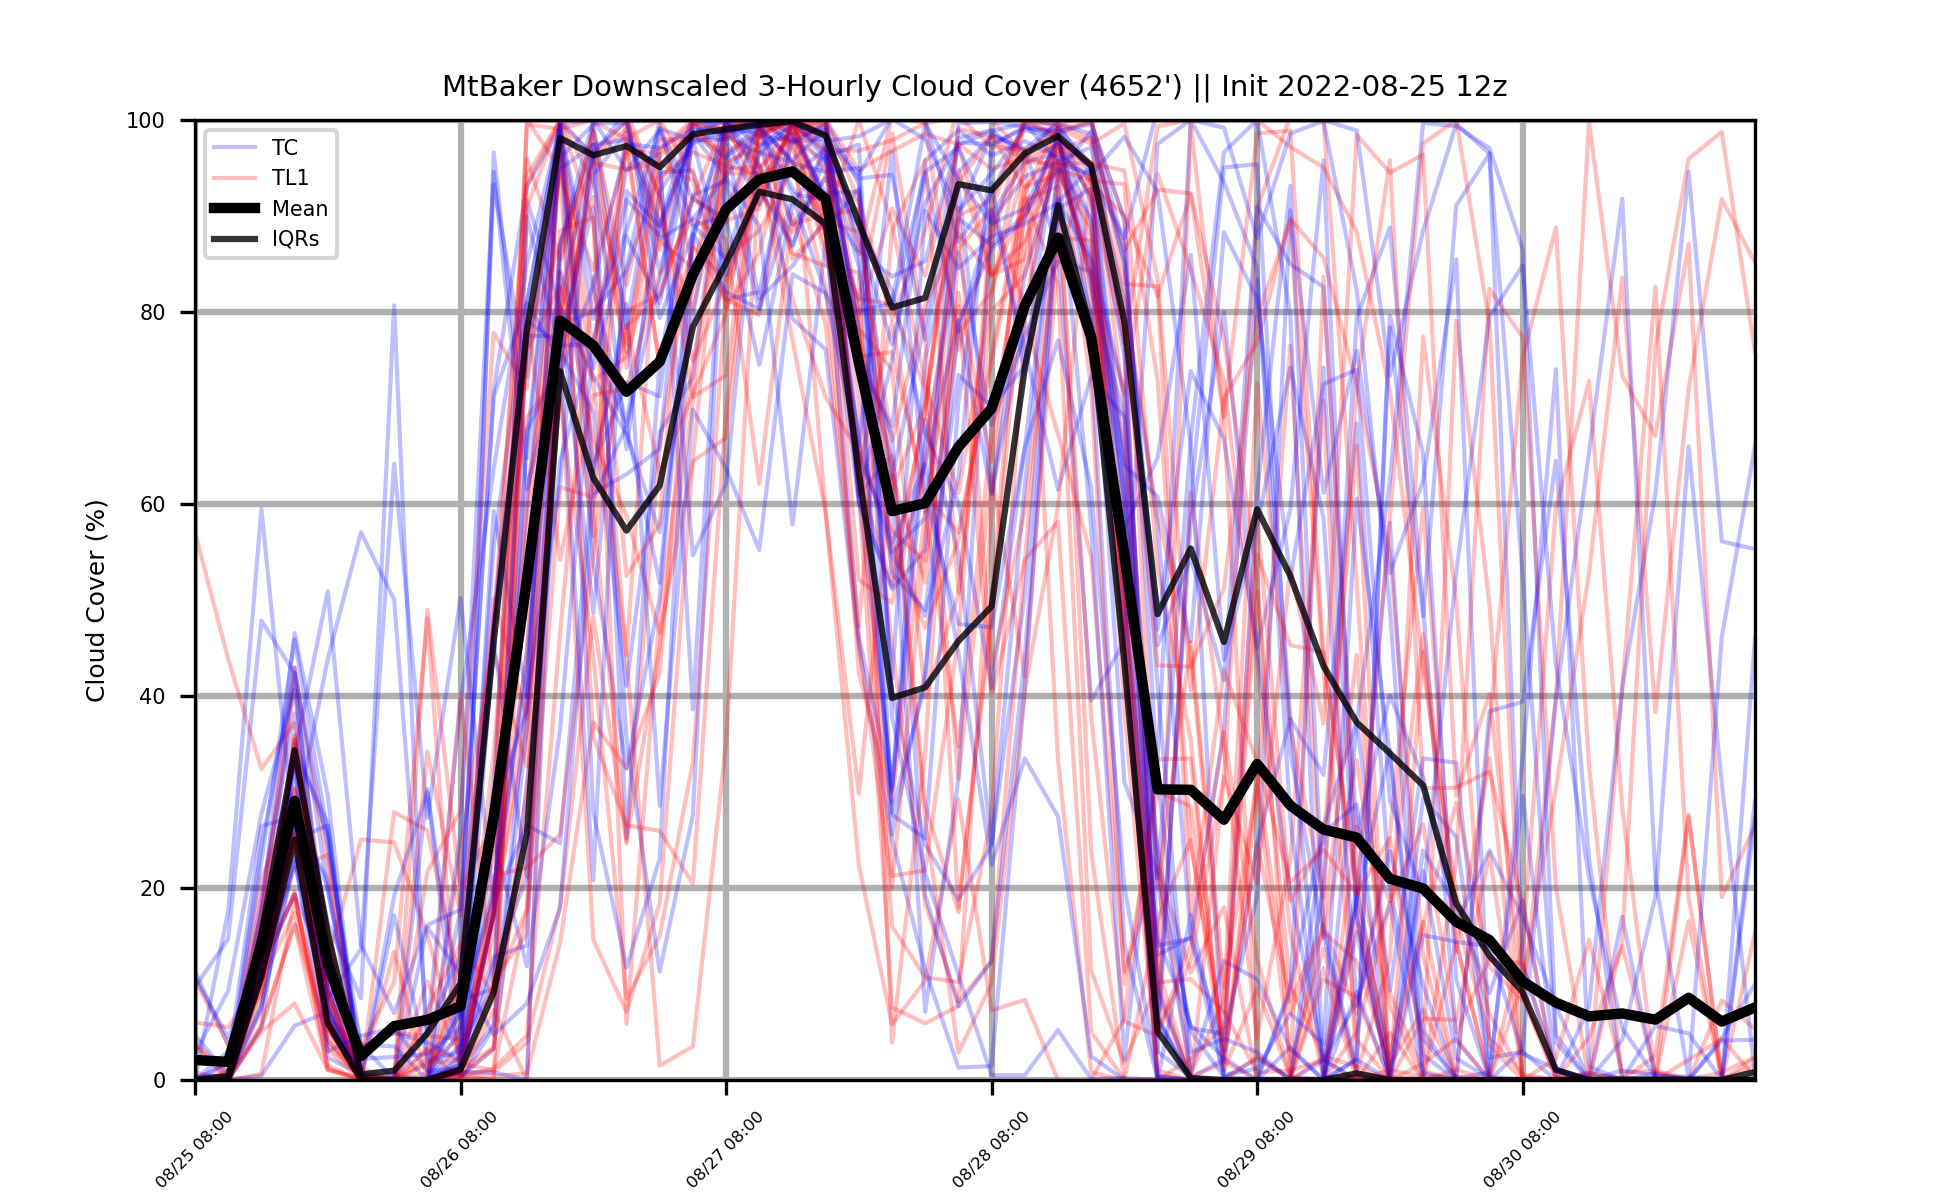 MtBaker Downscaled 3-Hourly Cloud Cover (4652') || Init 2022-08-25 12z
100
80
60
40
20
0
Cloud Cover (%)
TC
TL1
Mean
IQRs
08/25 08:00
08/26 08:00
08/27 08:00
08/28 08:00
08/29 08:00
08/30 08:00